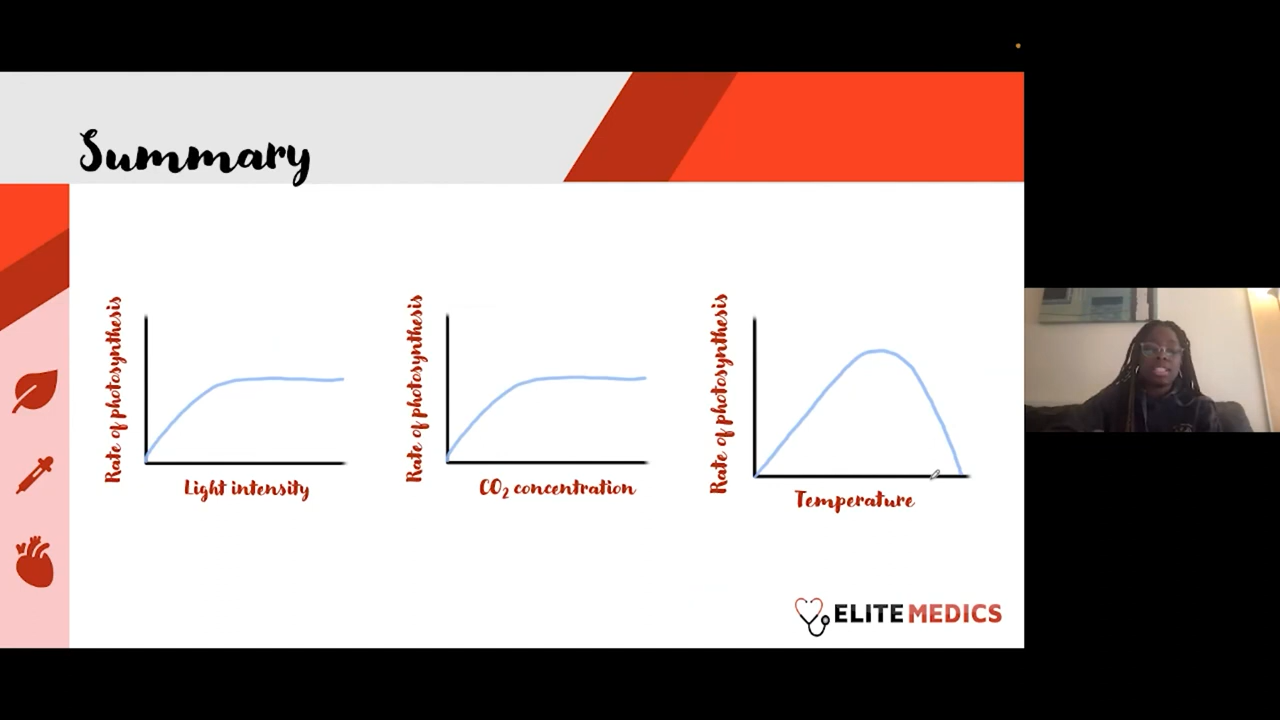 Summary
Rate of photosynthesis
Light intensity
Rate of photosynthesis
CO₂ concentration
Rate of photosynthesis
Temperature
ELITE MEDICS